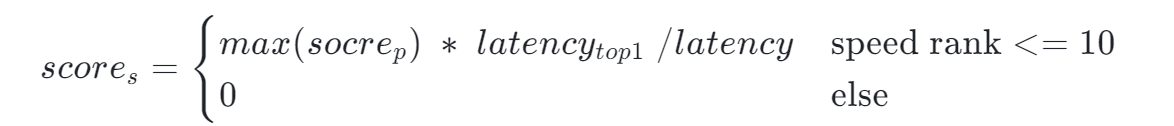 score_s = { max(socre_p) * latency_top1 /latency speed rank <= 10
0 else